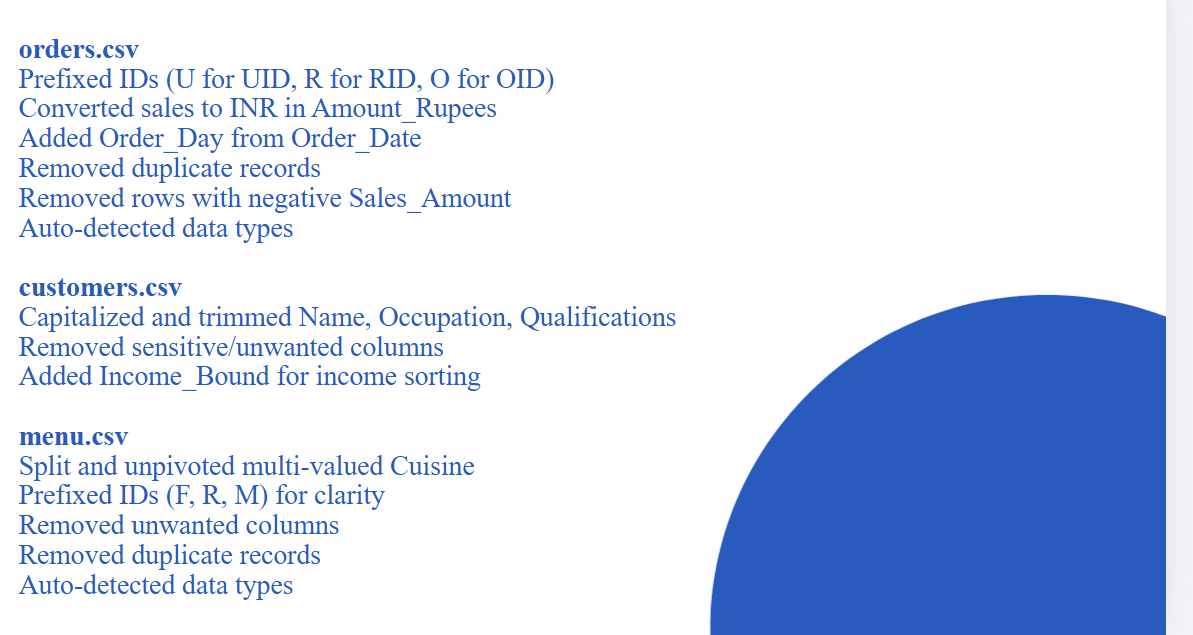 orders.csv
Prefixed IDs (U for UID, R for RID, O for OID)
Converted sales to INR in Amount_Rupees
Added Order_Day from Order_Date
Removed duplicate records
Removed rows with negative Sales_Amount
Auto-detected data types
customers.csv
Capitalized and trimmed Name, Occupation, Qualifications
Removed sensitive/unwanted columns
Added Income_Bound for income sorting
menu.csv
Split and unpivoted multi-valued Cuisine
Prefixed IDs (F, R, M) for clarity
Removed unwanted columns
Removed duplicate records
Auto-detected data types